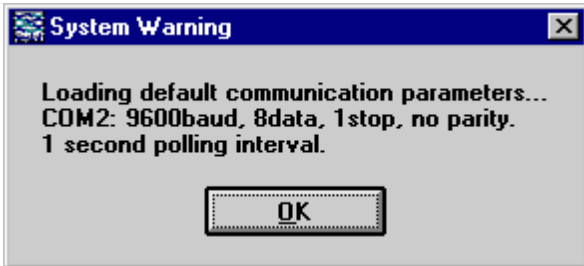 System Warning
Loading default communication parameters...
COM2: 9600baud, 8data, 1stop, no parity.
1 second polling interval.
OK